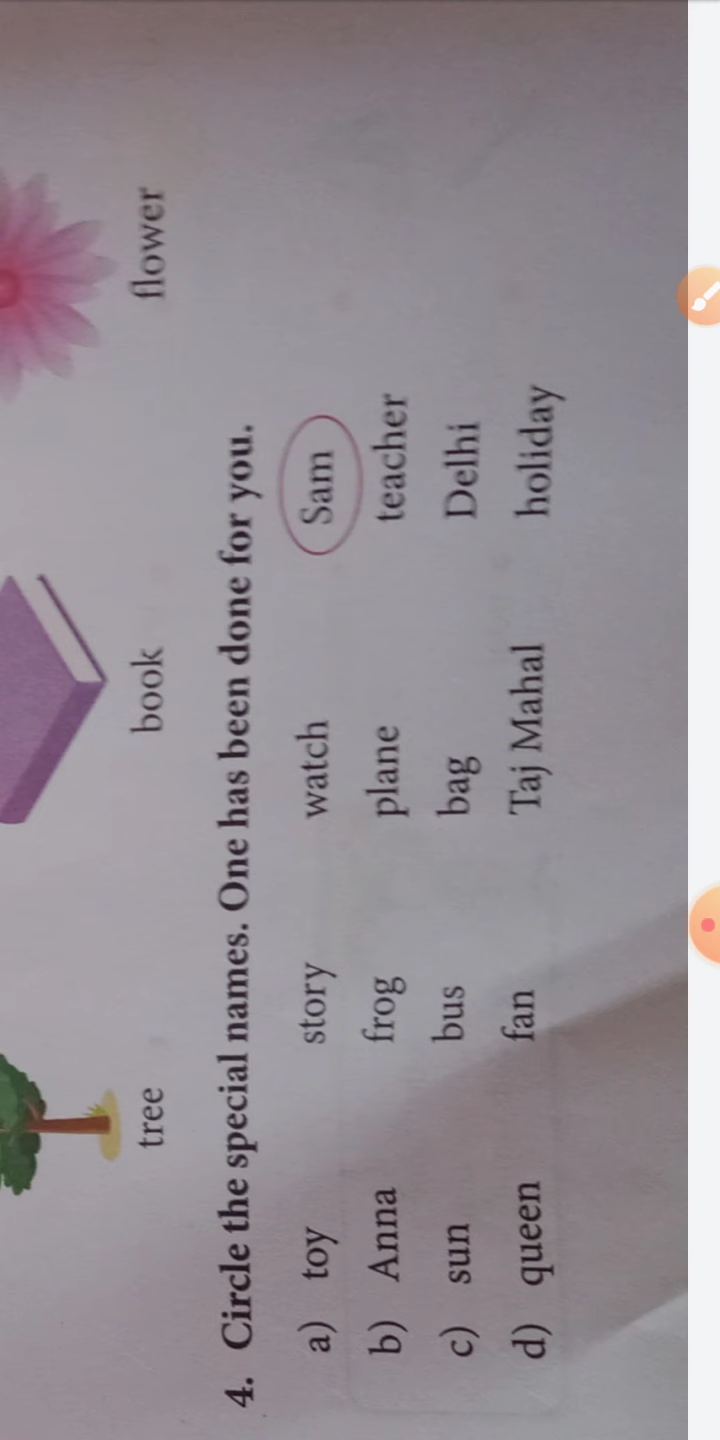 tree book flower
4. Circle the special names. One has been done for you.
a) toy story watch Sam
b) Anna frog plane teacher
c) sun bus bag Delhi
d) queen fan Taj Mahal holiday